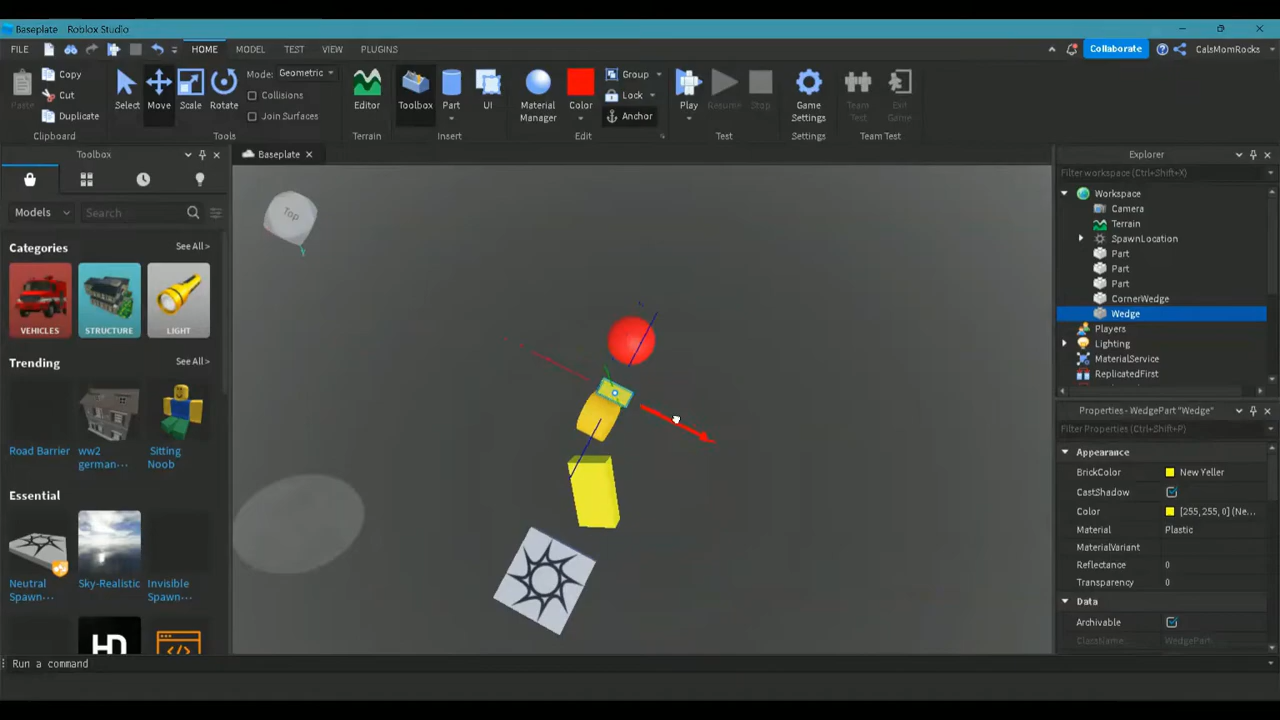 Baseplate Roblox Studio
FILE HOME MODEL TEST VIEW PLUGINS Collaborate CalsMomRocks
Paste Copy Cut Duplicate
Clipboard
Select Move Scale Rotate
Mode: Geometric
Collisions
Join Surfaces
Tools
Editor
Terrain
Toolbox Part UI
Insert
Material Manager
Color
Group
Lock
Anchor
Edit
Play Resume Stop
Test
Game Settings
Settings
Team Test
Exit Game
Team Test
Toolbox
Models Search
Categories See All >
VEHICLES STRUCTURE LIGHT
Trending See All >
Road Barrier
ww2 german-...
Sitting Noob
Essential
Neutral Spawn...
Sky-Realistic
Invisible Spawn...
Baseplate
Top
Y
Explorer
Filter workspace (Ctrl+Shift+X)
Workspace
Camera
Terrain
SpawnLocation
Part
Part
Part
CornerWedge
Wedge
Players
Lighting
MaterialService
ReplicatedFirst
Properties - WedgePart "Wedge"
Filter Properties (Ctrl+Shift+P)
Appearance
BrickColor New Yeller
CastShadow
Color [255, 255, 0] (Ne...
Material Plastic
MaterialVariant
Reflectance 0
Transparency 0
Data
Archivable
ClassName WedgePart
Run a command